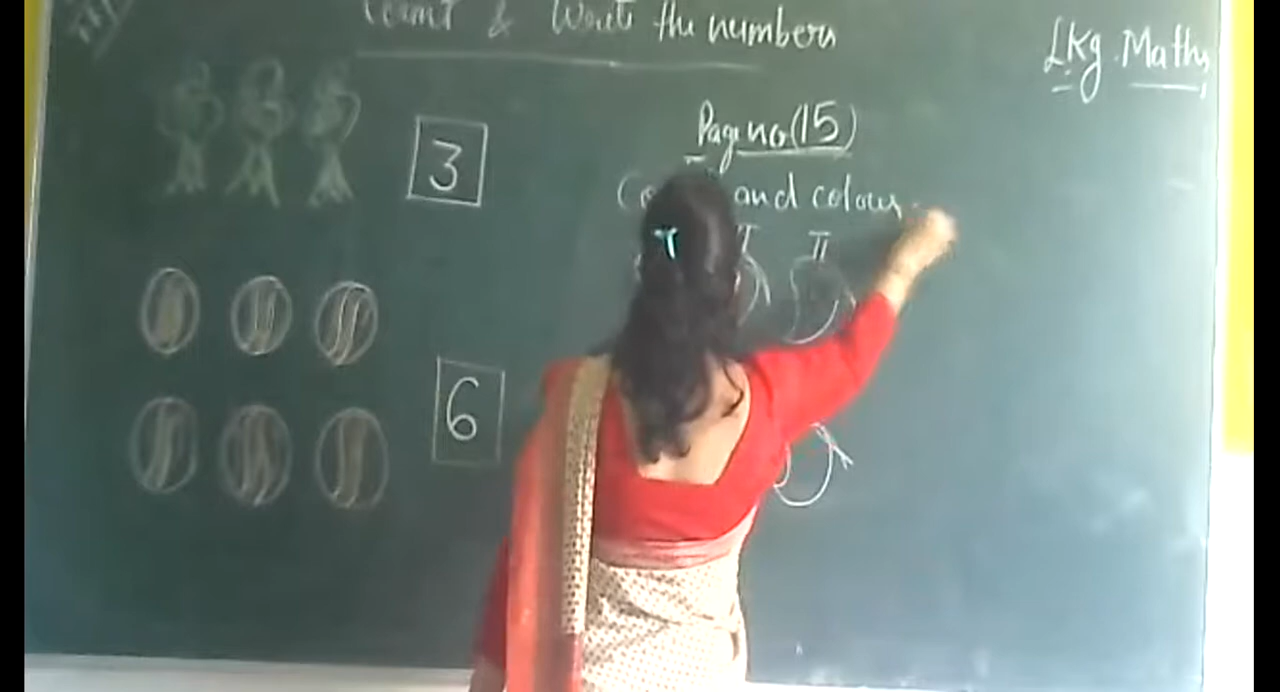 Count & Write the numbers
LKg. Maths
3
Page no (15)
and colour
6